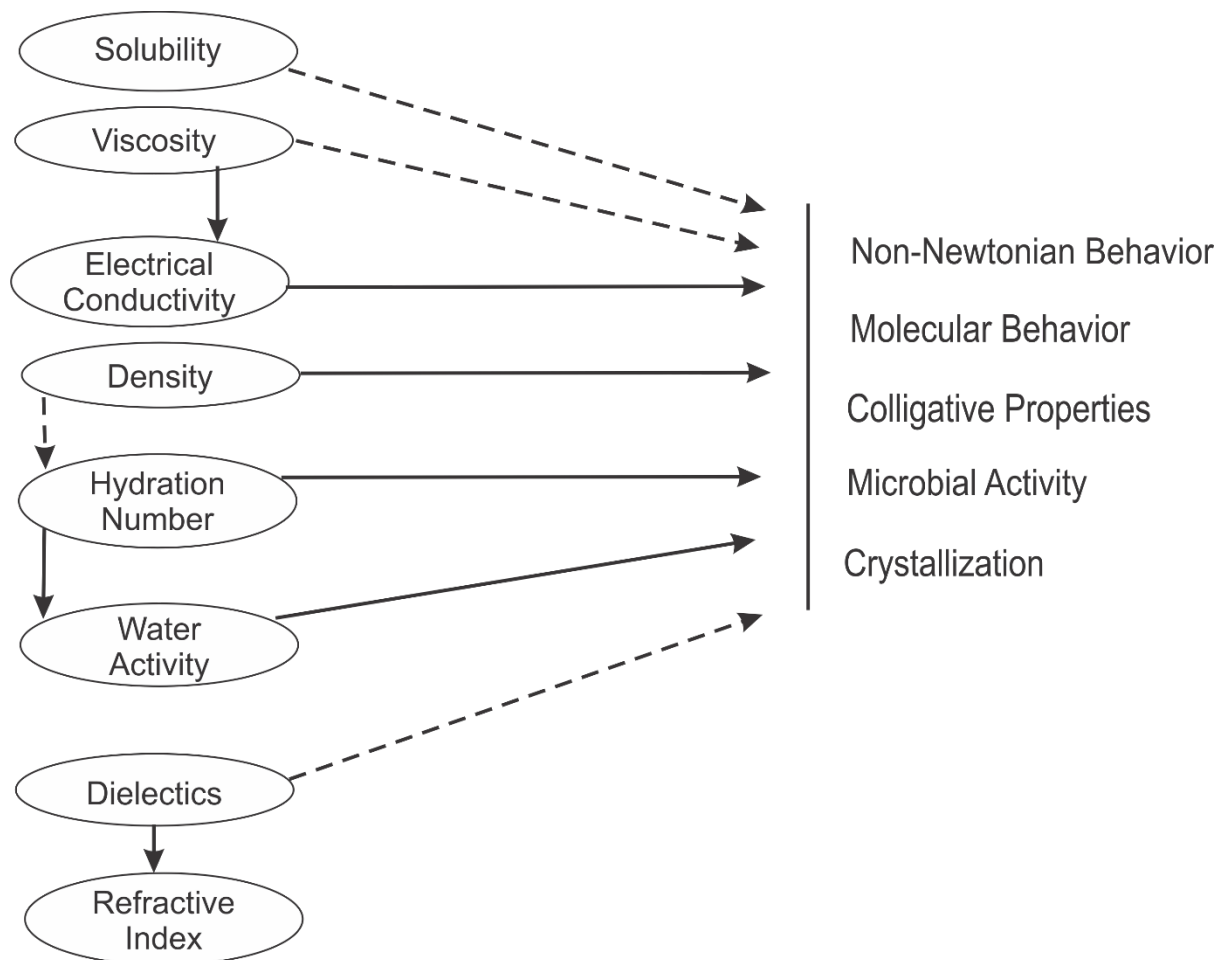 Solubility
Viscosity
Electrical
Conductivity
Density
Hydration
Number
Water
Activity
Dielectics
Refractive
Index
Non-Newtonian Behavior
Molecular Behavior
Colligative Properties
Microbial Activity
Crystallization